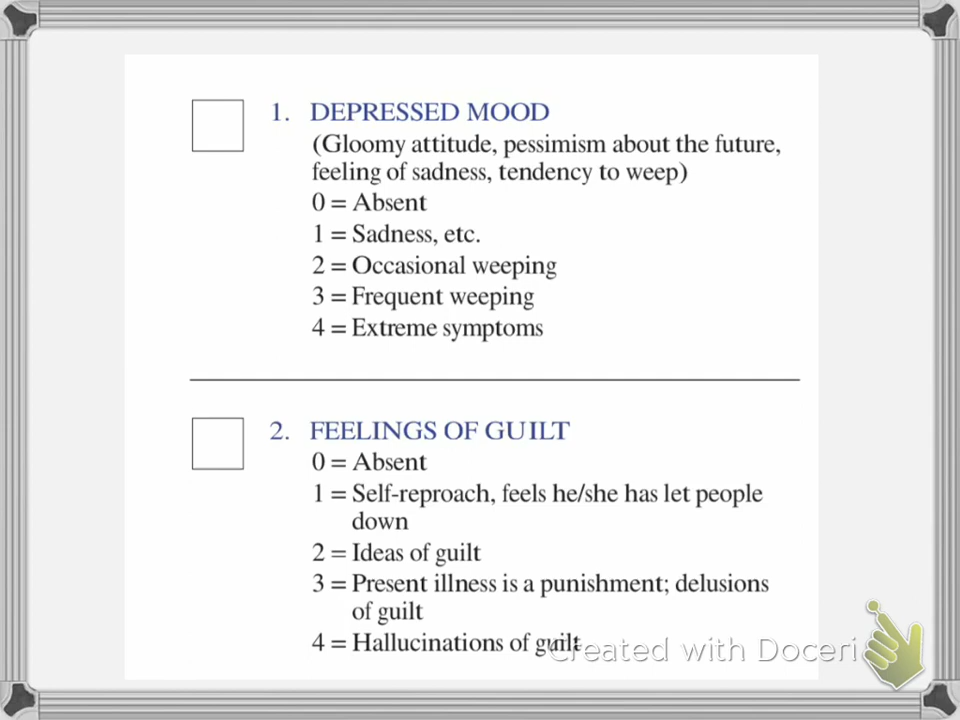 1. DEPRESSED MOOD
(Gloomy attitude, pessimism about the future,
feeling of sadness, tendency to weep)
0 = Absent
1 = Sadness, etc.
2 = Occasional weeping
3 = Frequent weeping
4 = Extreme symptoms
2. FEELINGS OF GUILT
0 = Absent
1 = Self-reproach, feels he/she has let people
down
2 = Ideas of guilt
3 = Present illness is a punishment; delusions
of guilt
4 = Hallucinations of guilt
Created with Doceri